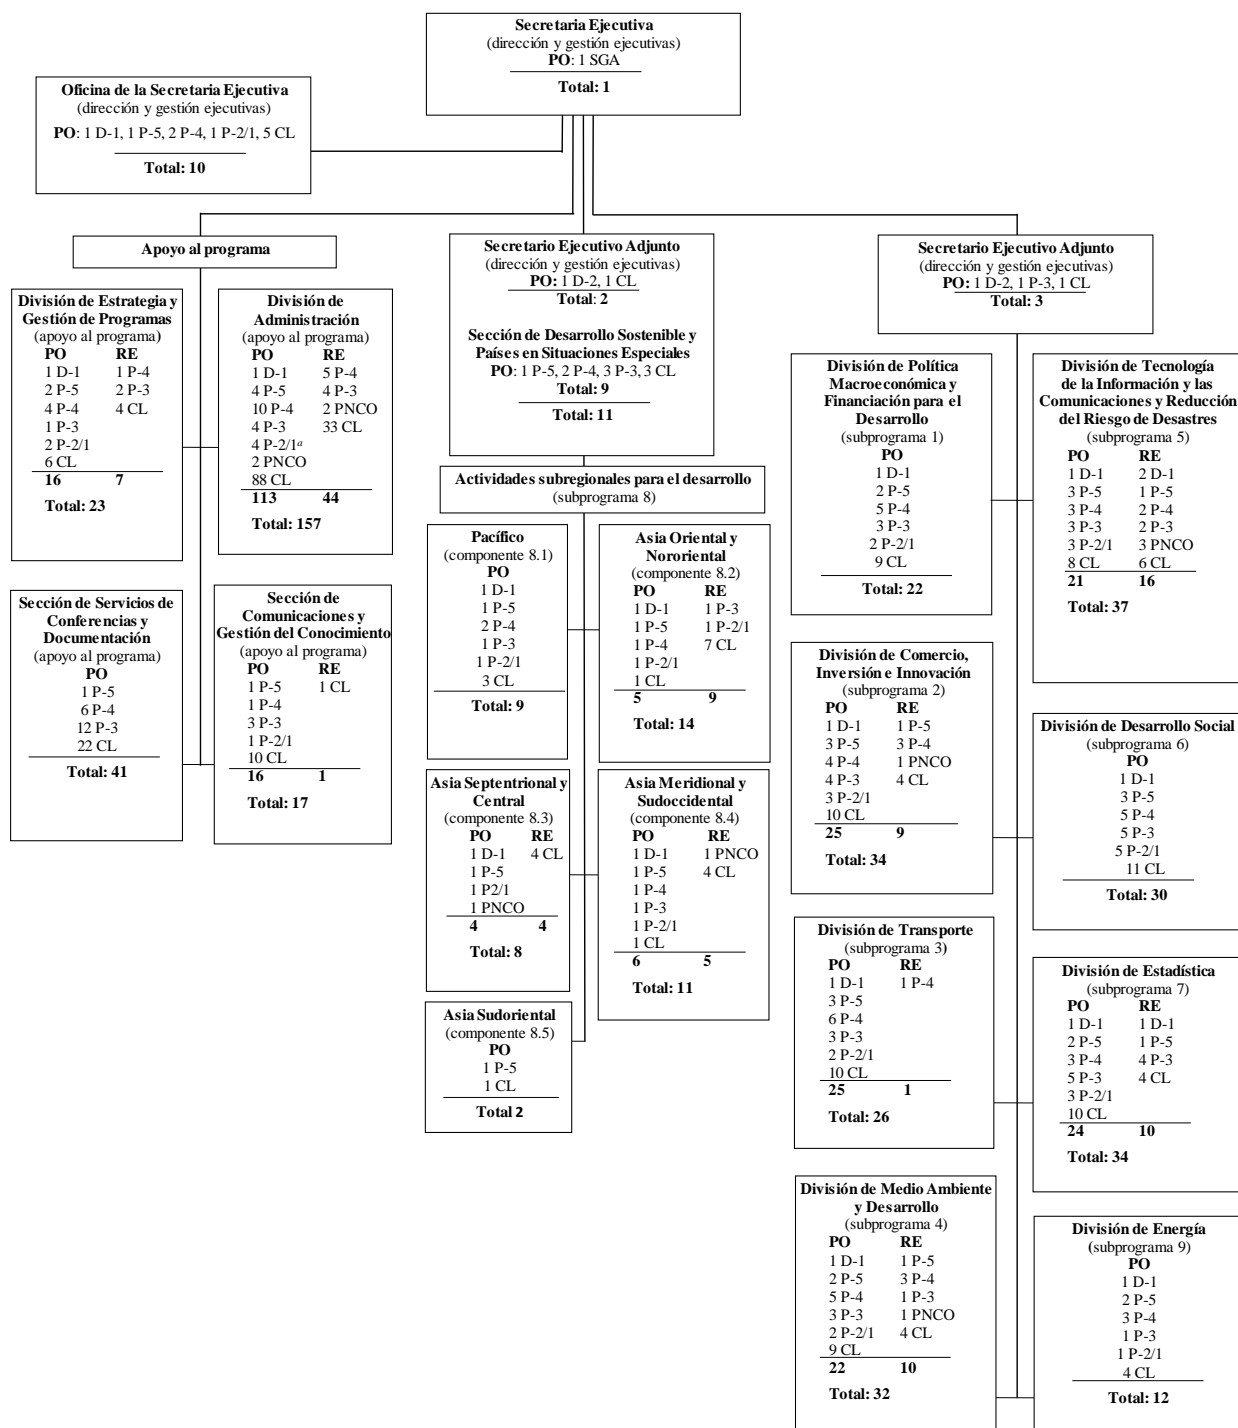 Secretaria Ejecutiva
(dirección y gestión ejecutivas)
PO: 1 SGA
Total: 1
Oficina de la Secretaria Ejecutiva
(dirección y gestión ejecutivas)
PO: 1 D-1, 1 P-5, 2 P-4, 1 P-2/1, 5 CL
Total: 10
Apoyo al programa
División de Estrategia y
Gestión de Programas
(apoyo al programa)
PO RE
1 D-1 1 P-4
2 P-5 2 P-3
4 P-4 4 CL
1 P-3
2 P-2/1
6 CL
16 7
Total: 23
División de
Administración
(apoyo al programa)
PO RE
1 D-1 5 P-4
4 P-5 4 P-3
10 P-4 2 PNCO
4 P-3 33 CL
4 P-2/1a
2 PNCO
88 CL
113 44
Total: 157
Sección de Servicios de
Conferencias y
Documentación
(apoyo al programa)
PO
1 P-5
6 P-4
12 P-3
22 CL
Total: 41
Sección de
Comunicaciones y
Gestión del Conocimiento
(apoyo al programa)
PO RE
1 P-5 1 CL
1 P-4
3 P-3
1 P-2/1
10 CL
16 1
Total: 17
Secretario Ejecutivo Adjunto
(dirección y gestión ejecutivas)
PO: 1 D-2, 1 CL
Total: 2
Sección de Desarrollo Sostenible y
Países en Situaciones Especiales
PO: 1 P-5, 2 P-4, 3 P-3, 3 CL
Total: 9
Total: 11
Actividades subregionales para el desarrollo
(subprograma 8)
Pacífico
(componente 8.1)
PO
1 D-1
1 P-5
2 P-4
1 P-3
1 P-2/1
3 CL
Total: 9
Asia Oriental y
Nororiental
(componente 8.2)
PO RE
1 D-1 1 P-3
1 P-5 1 P-2/1
1 P-4 7 CL
1 P-2/1
1 CL
5 9
Total: 14
Asia Septentrional y
Central
(componente 8.3)
PO RE
1 D-1 4 CL
1 P-5
1 P2/1
1 PNCO
4 4
Total: 8
Asia Meridional y
Sudoccidental
(componente 8.4)
PO RE
1 D-1 1 PNCO
1 P-5 4 CL
1 P-4
1 P-3
1 P-2/1
1 CL
6 5
Total: 11
Asia Sudoriental
(componente 8.5)
PO
1 P-5
1 CL
Total 2
Secretario Ejecutivo Adjunto
(dirección y gestión ejecutivas)
PO: 1 D-2, 1 P-3, 1 CL
Total: 3
División de Política
Macroeconómica y
Financiación para el
Desarrollo
(subprograma 1)
PO
1 D-1
2 P-5
5 P-4
3 P-3
2 P-2/1
9 CL
Total: 22
División de Tecnología
de la Información y las
Comunicaciones y Reducción
del Riesgo de Desastres
(subprograma 5)
PO RE
1 D-1 2 D-1
3 P-5 1 P-5
3 P-4 2 P-4
3 P-3 2 P-3
3 P-2/1 3 PNCO
8 CL 6 CL
21 16
Total: 37
División de Comercio,
Inversión e Innovación
(subprograma 2)
PO RE
1 D-1 1 P-5
3 P-5 3 P-4
4 P-4 1 PNCO
4 P-3 4 CL
3 P-2/1
10 CL
25 9
Total: 34
División de Desarrollo Social
(subprograma 6)
PO
1 D-1
3 P-5
5 P-4
5 P-3
5 P-2/1
11 CL
Total: 30
División de Transporte
(subprograma 3)
PO RE
1 D-1 1 P-4
3 P-5
6 P-4
3 P-3
2 P-2/1
10 CL
25 1
Total: 26
División de Estadística
(subprograma 7)
PO RE
1 D-1 1 D-1
2 P-5 1 P-5
3 P-4 4 P-3
5 P-3 4 CL
3 P-2/1
10 CL
24 10
Total: 34
División de Medio Ambiente
y Desarrollo
(subprograma 4)
PO RE
1 D-1 1 P-5
2 P-5 3 P-4
5 P-4 1 P-3
3 P-3 1 PNCO
2 P-2/1 4 CL
9 CL
22 10
Total: 32
División de Energía
(subprograma 9)
PO
1 D-1
2 P-5
3 P-4
1 P-3
1 P-2/1
4 CL
Total: 12